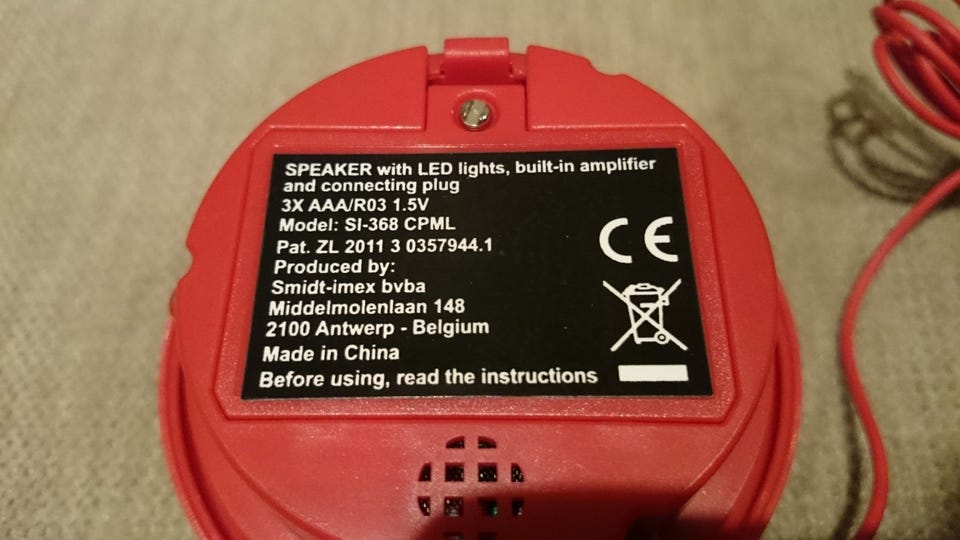 SPEAKER with LED lights, built-in amplifier
and connecting plug
3X AAA/R03 1.5V
Model: SI-368 CPML
Pat. ZL 2011 3 0357944.1
Produced by:
Smidt-imex bvba
Middelmolenlaan 148
2100 Antwerp - Belgium
Made in China
Before using, read the instructions
CE